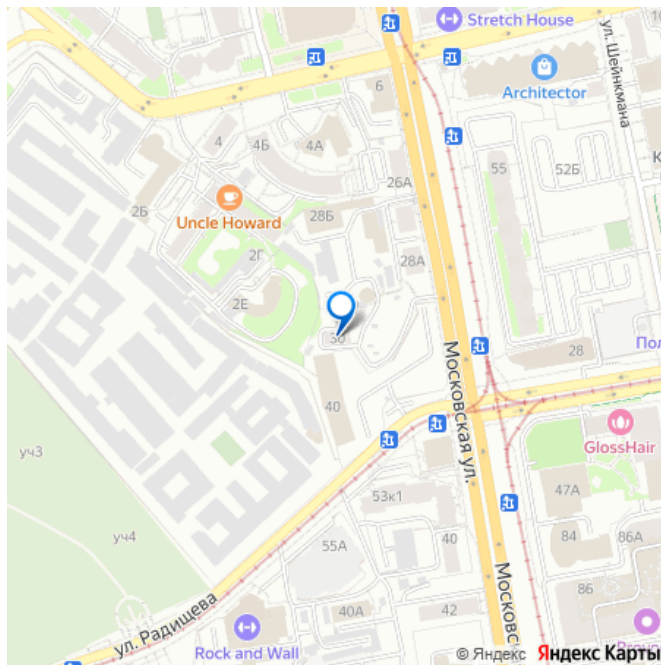 Stretch House
ул. Шейнкмана
Architector
6
4
4Б
4А
55
52Б
26А
2Б
Uncle Howard
28Б
2Г
28А
2Е
30
Московская ул.
28
Пол
40
GlossHair
уч3
53к1
47А
уч4
55А
84
86А
86
ул. Радищева
40А
42
Московс
Rock and Wall
© Яндекс Яндекс Карты